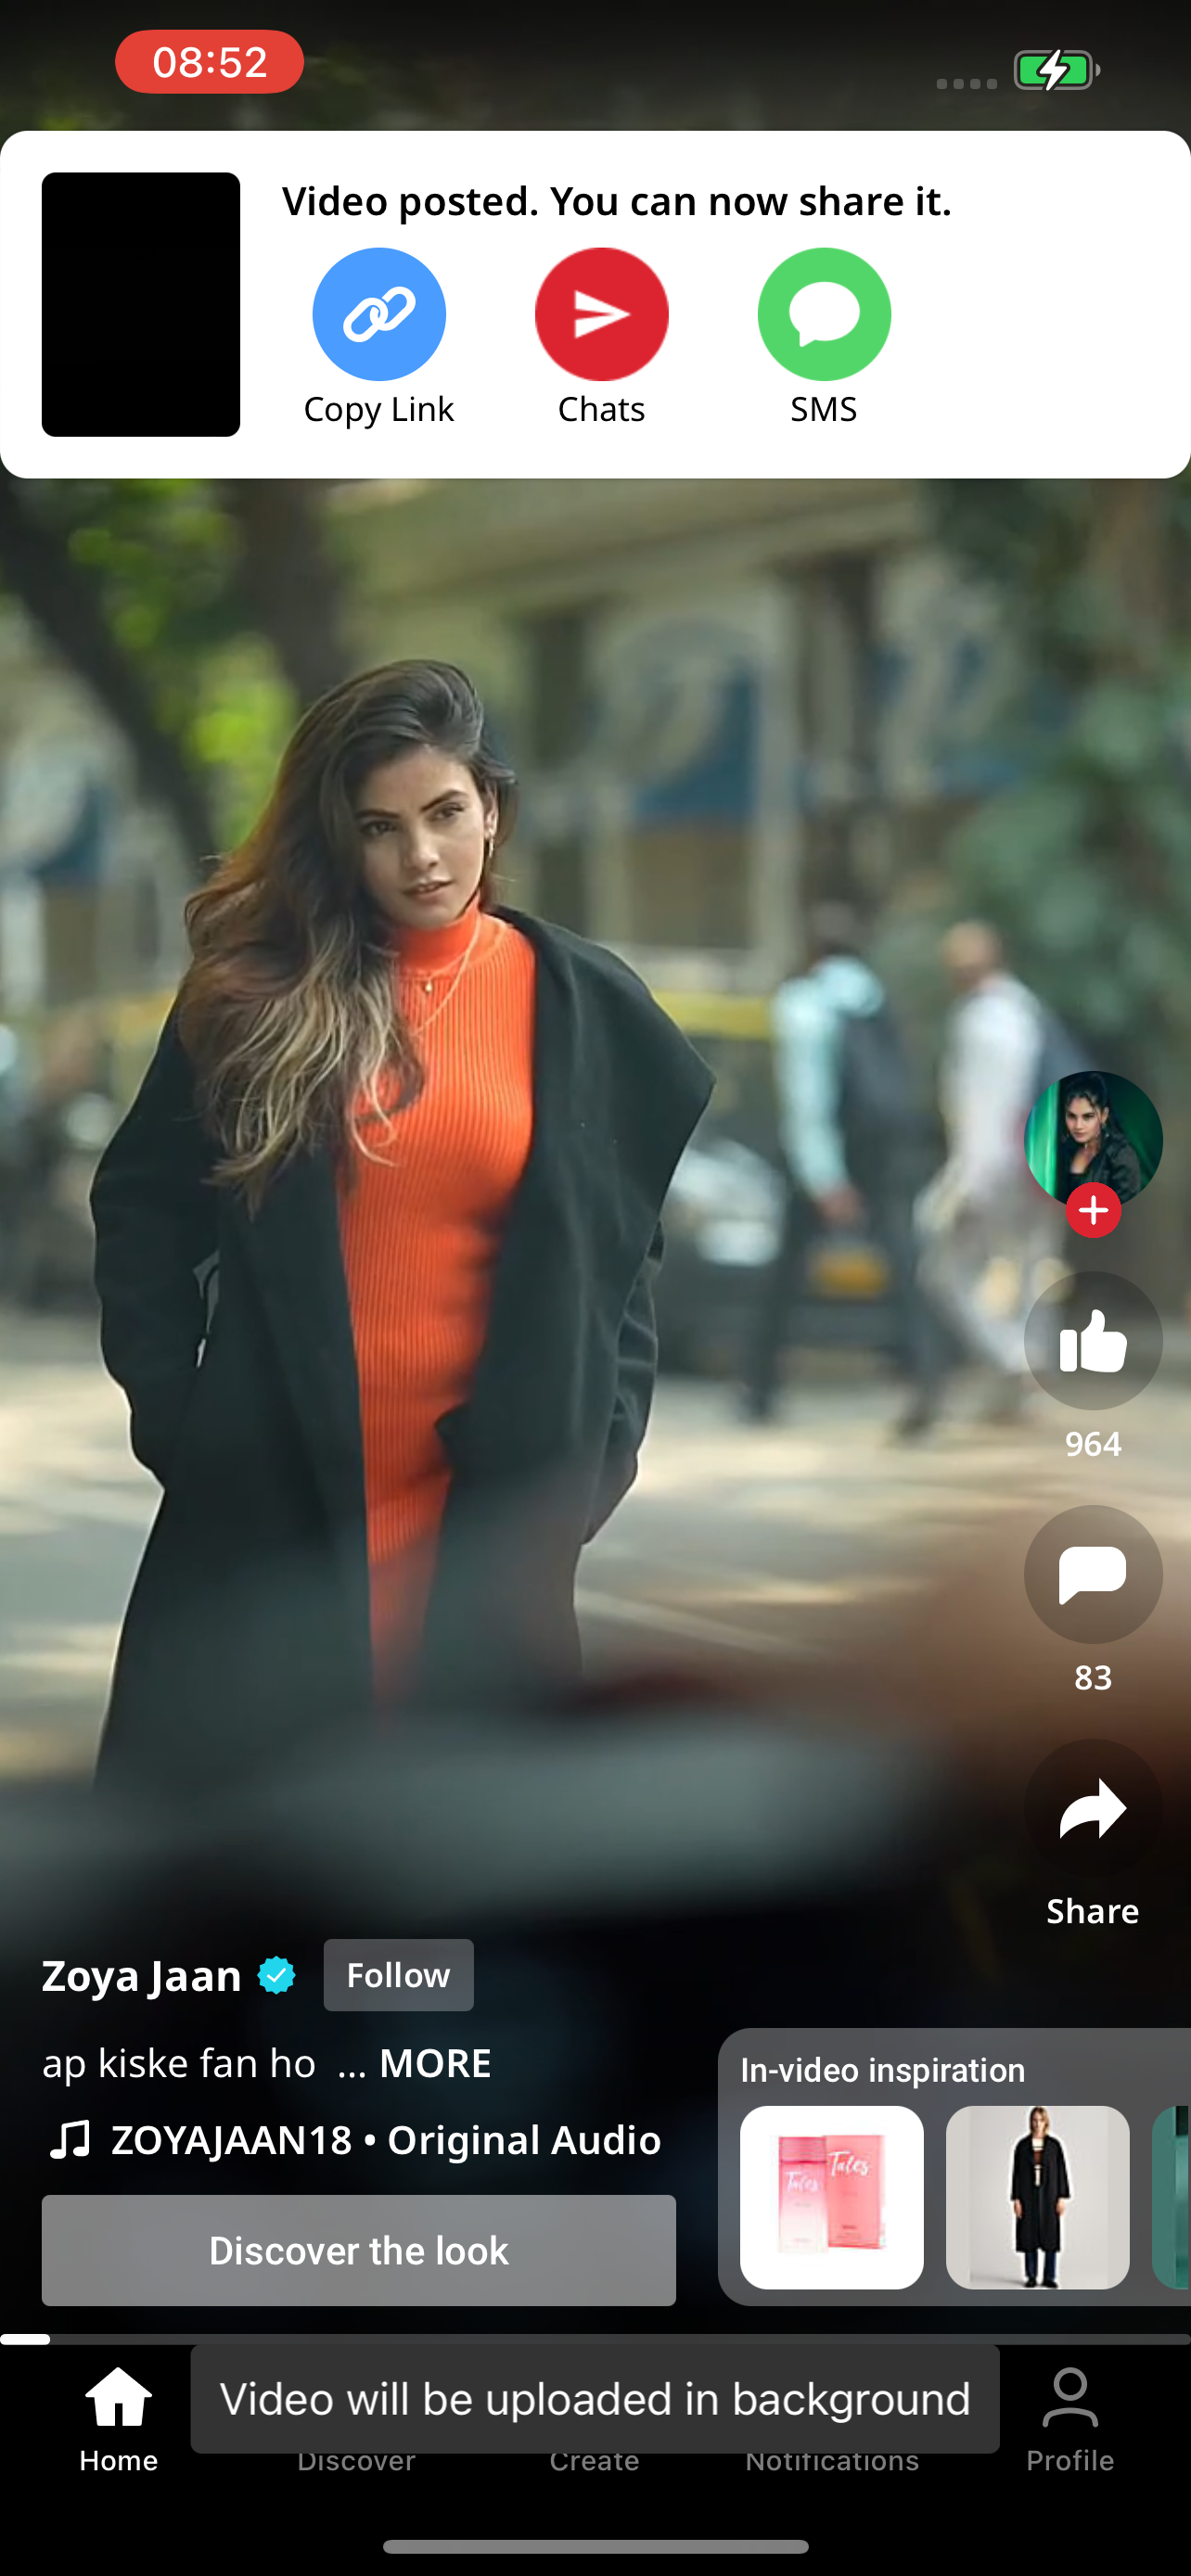 08:52
Video posted. You can now share it.
Copy Link
Chats
SMS
964
83
Share
Zoya Jaan
Follow
ap kiske fan ho ... MORE
ZOYAJAAN18 • Original Audio
In-video inspiration
Tales
Tales
Discover the look
Video will be uploaded in background
Home
Discover
Create
Notifications
Profile